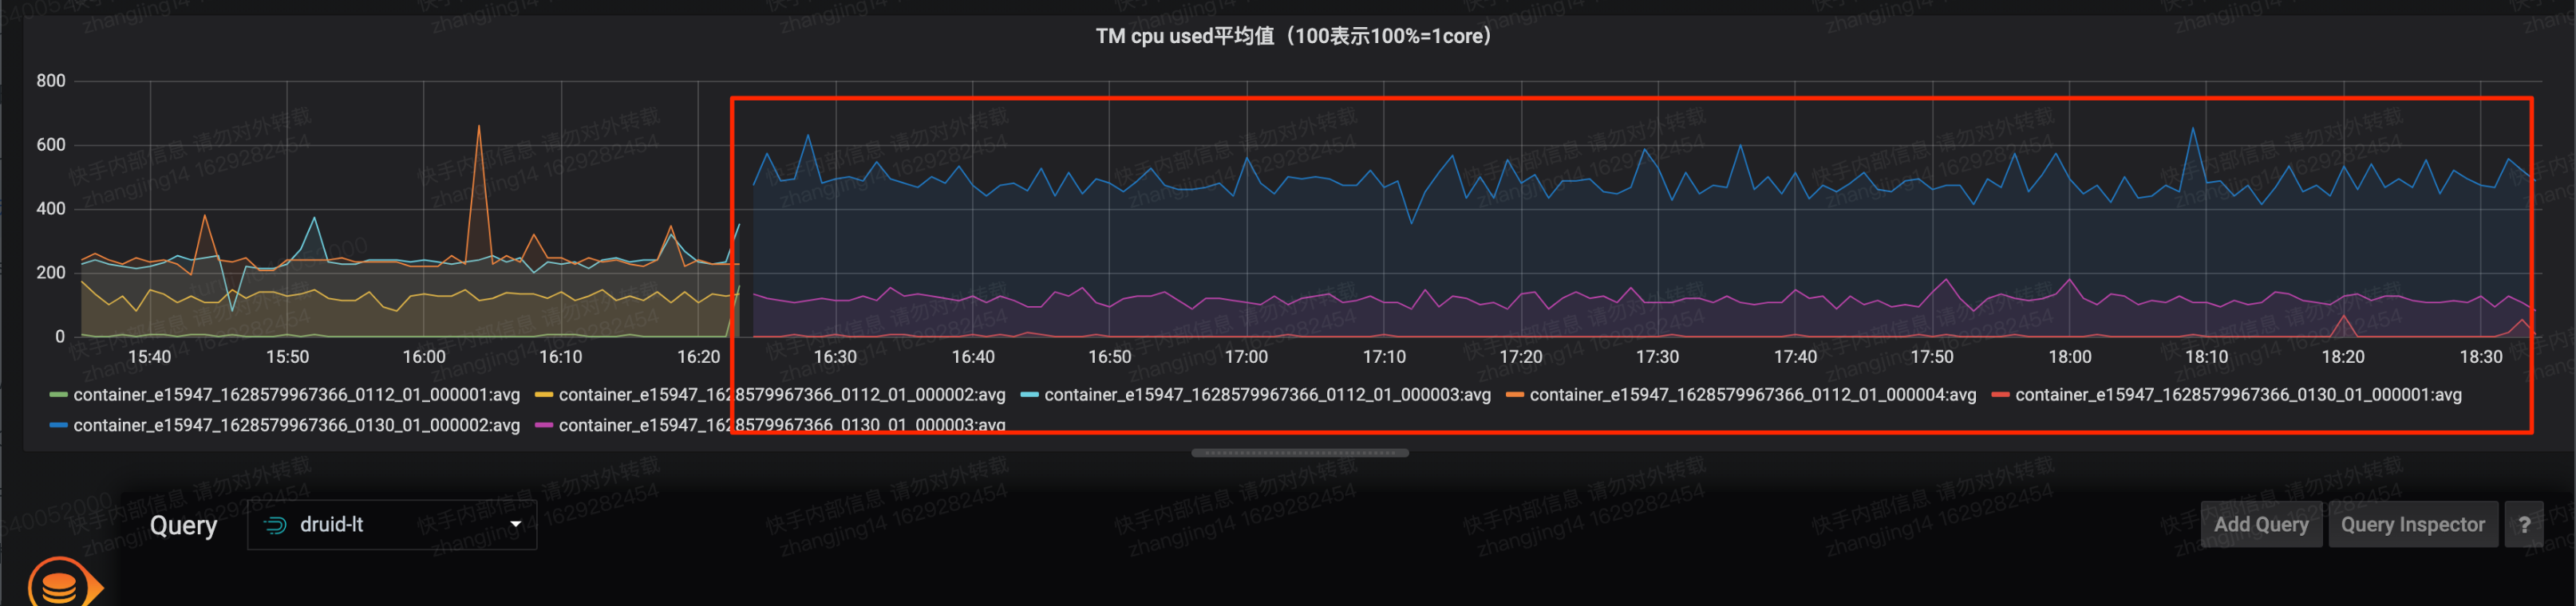 TM cpu used平均值（100表示100%=1core）
800
600
400
200
0
15:40 15:50 16:00 16:10 16:20 16:30 16:40 16:50 17:00 17:10 17:20 17:30 17:40 17:50 18:00 18:10 18:20 18:30
container_e15947_1628579967366_0112_01_000001:avg container_e15947_1628579967366_0112_01_000002:avg container_e15947_1628579967366_0112_01_000003:avg container_e15947_1628579967366_0112_01_000004:avg container_e15947_1628579967366_0130_01_000001:avg
container_e15947_1628579967366_0130_01_000002:avg container_e15947_1628579967366_0130_01_000003:avg
Query druid-lt Add Query Query Inspector ?
快手内部信息 请勿对外转载
zhangjing14 1629282454